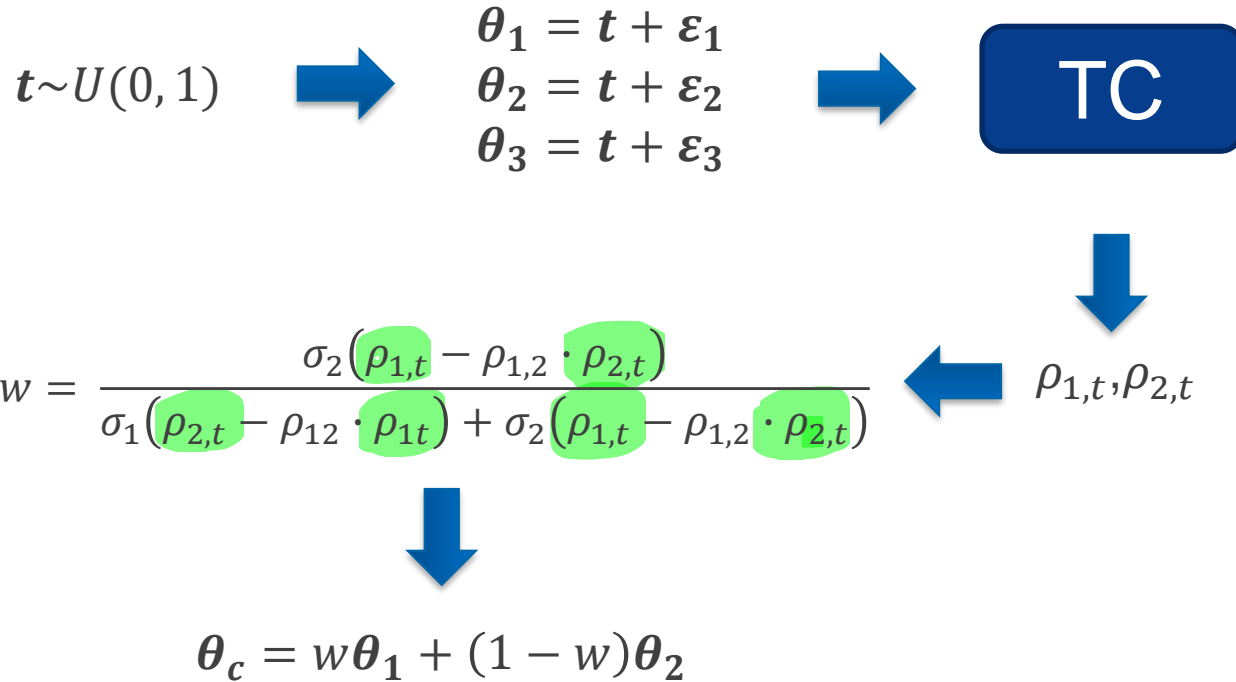 𝒕~𝑈(0, 1)
𝜽𝟏 = 𝒕 + 𝜺𝟏
𝜽𝟐 = 𝒕 + 𝜺𝟐
𝜽𝟑 = 𝒕 + 𝜺𝟑
TC
ρ₁,t,ρ₂,t
w = σ₂(ρ₁,t − ρ₁,₂ · ρ₂,t)
σ₁(ρ₂,t − ρ₁₂ · ρ₁t) + σ₂(ρ₁,t − ρ₁,₂ · ρ₂,t)
𝜽𝒄 = w𝜽𝟏 + (1 − w)𝜽𝟐